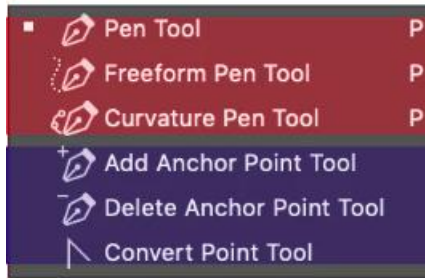 Pen Tool P
Freeform Pen Tool P
Curvature Pen Tool P
Add Anchor Point Tool
Delete Anchor Point Tool
Convert Point Tool